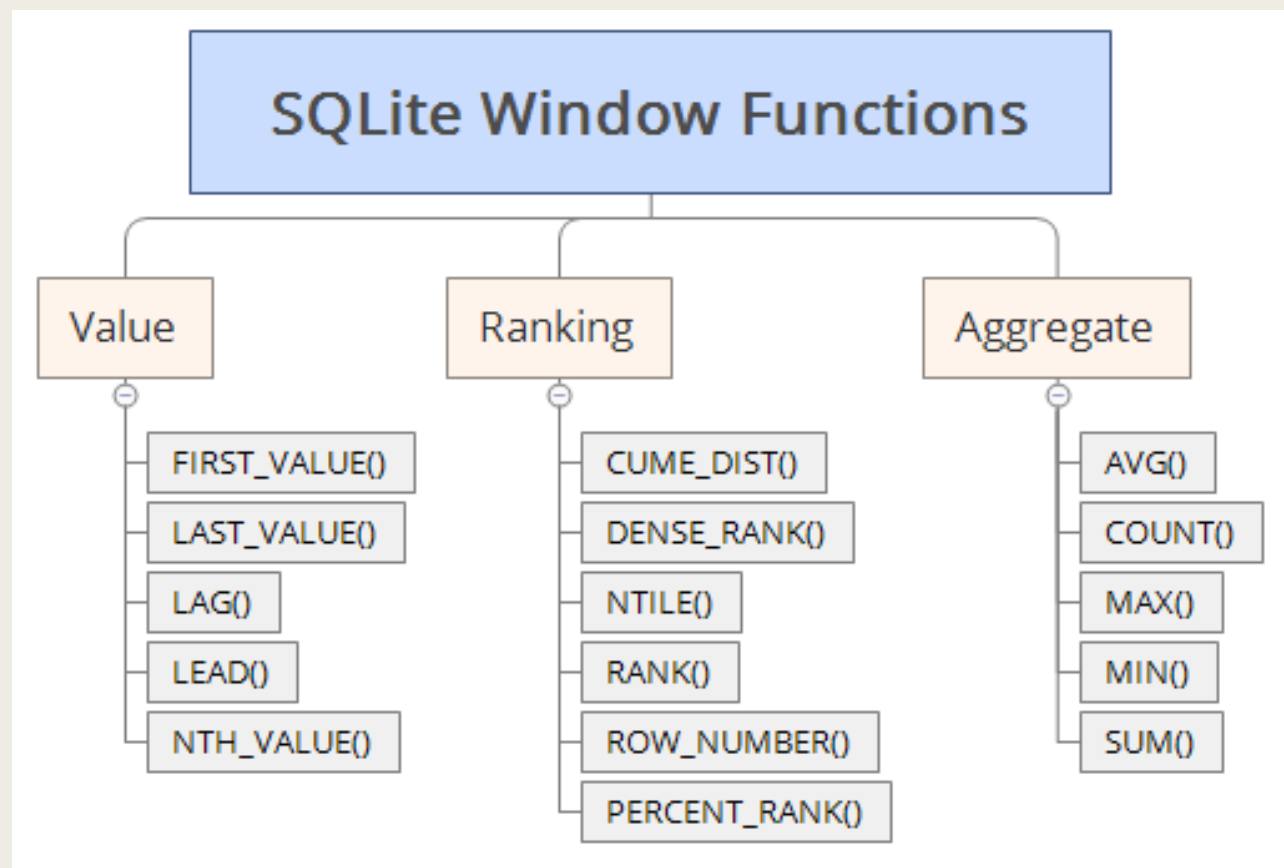 SQLite Window Functions
Value
FIRST_VALUE()
LAST_VALUE()
LAG()
LEAD()
NTH_VALUE()
Ranking
CUME_DIST()
DENSE_RANK()
NTILE()
RANK()
ROW_NUMBER()
PERCENT_RANK()
Aggregate
AVG()
COUNT()
MAX()
MIN()
SUM()